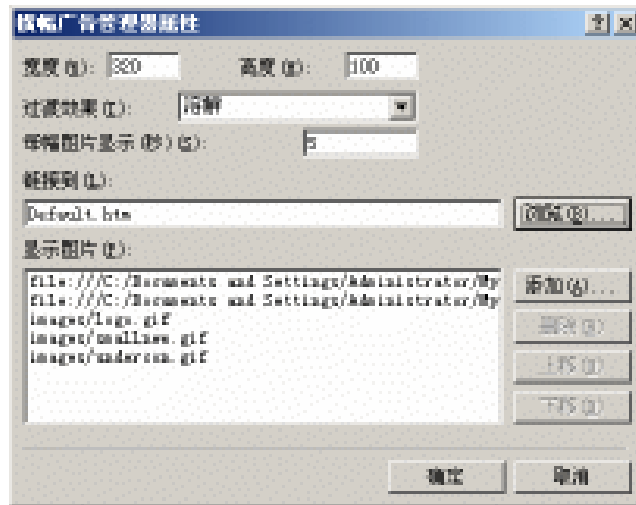 横幅广告管理器属性
宽度(W): 320 高度(H): 100
过渡效果(T): 溶解
每幅图片显示(秒)(S): 5
链接到(L):
Default.htm 浏览(B)...
显示图片(I):
file:///C:/Documents and Settings/Administrator/My 添加(A)...
file:///C:/Documents and Settings/Administrator/My
images/logo.gif 删除(R)
images/smallnew.gif
images/undercon.gif 上移(U)
下移(D)
确定 取消